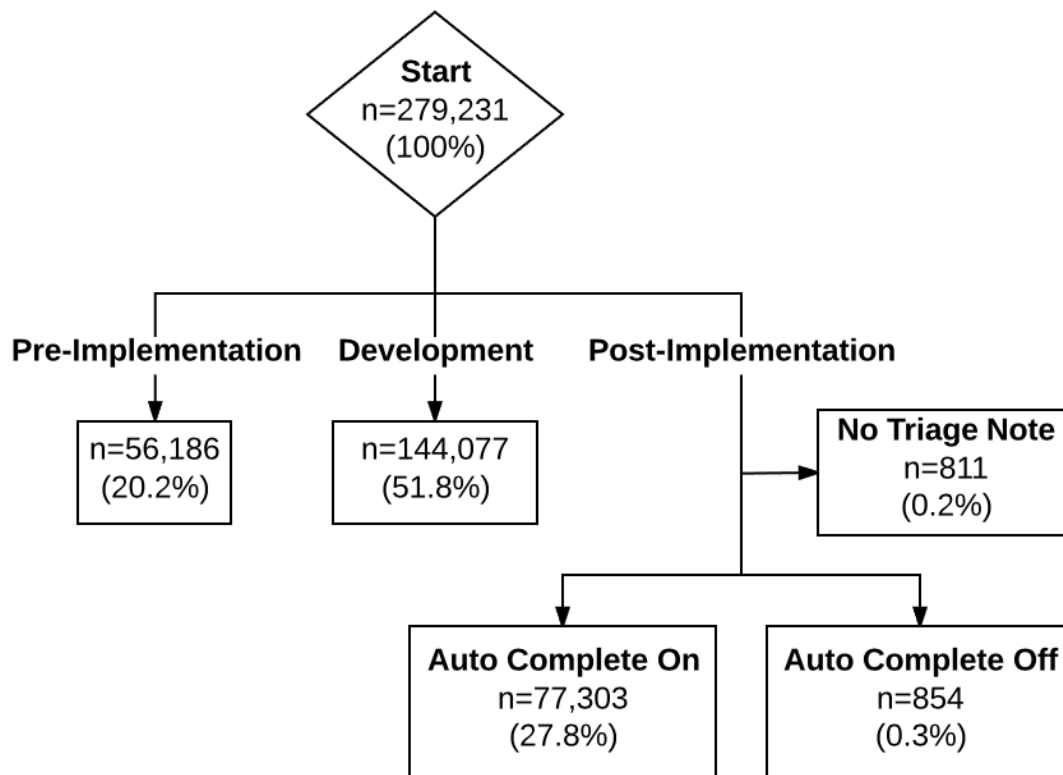 Start
n=279,231
(100%)
Pre-Implementation
Development
Post-Implementation
n=56,186
(20.2%)
n=144,077
(51.8%)
No Triage Note
n=811
(0.2%)
Auto Complete On
n=77,303
(27.8%)
Auto Complete Off
n=854
(0.3%)